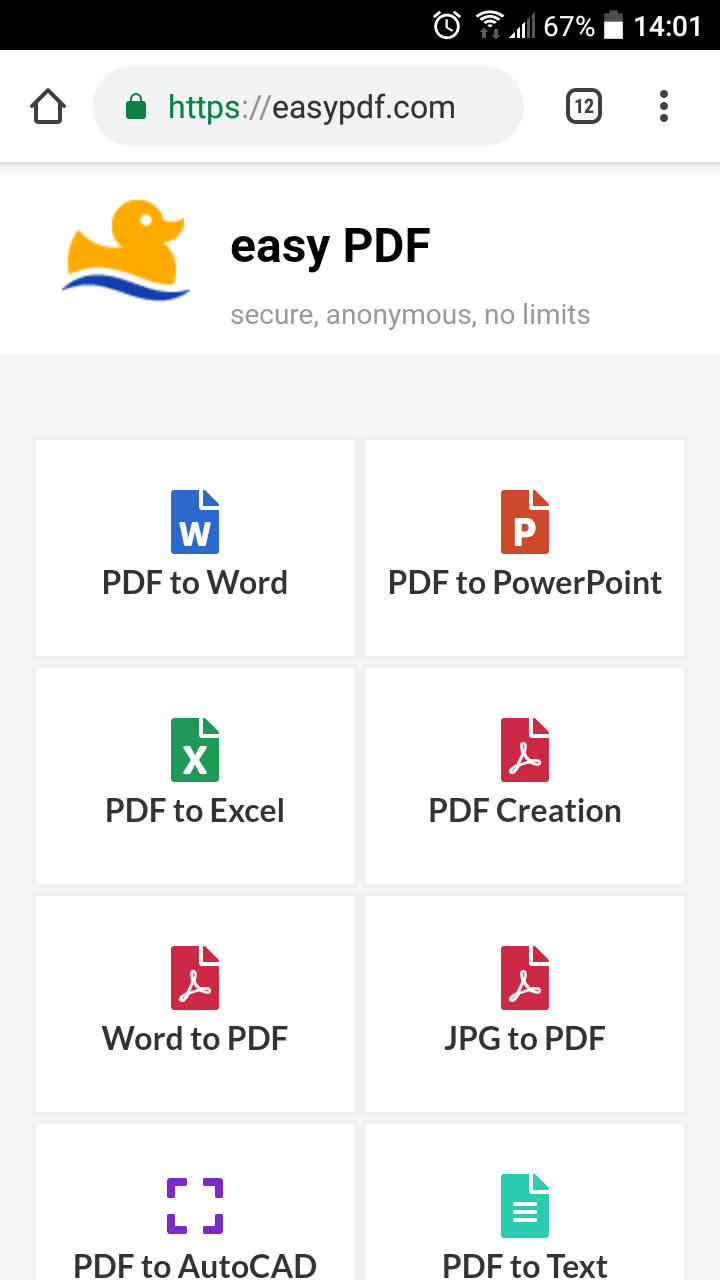 67% 14:01
https://easypdf.com 12
easy PDF
secure, anonymous, no limits
W P
PDF to Word PDF to PowerPoint
X
PDF to Excel PDF Creation
Word to PDF JPG to PDF
PDF to AutoCAD PDF to Text